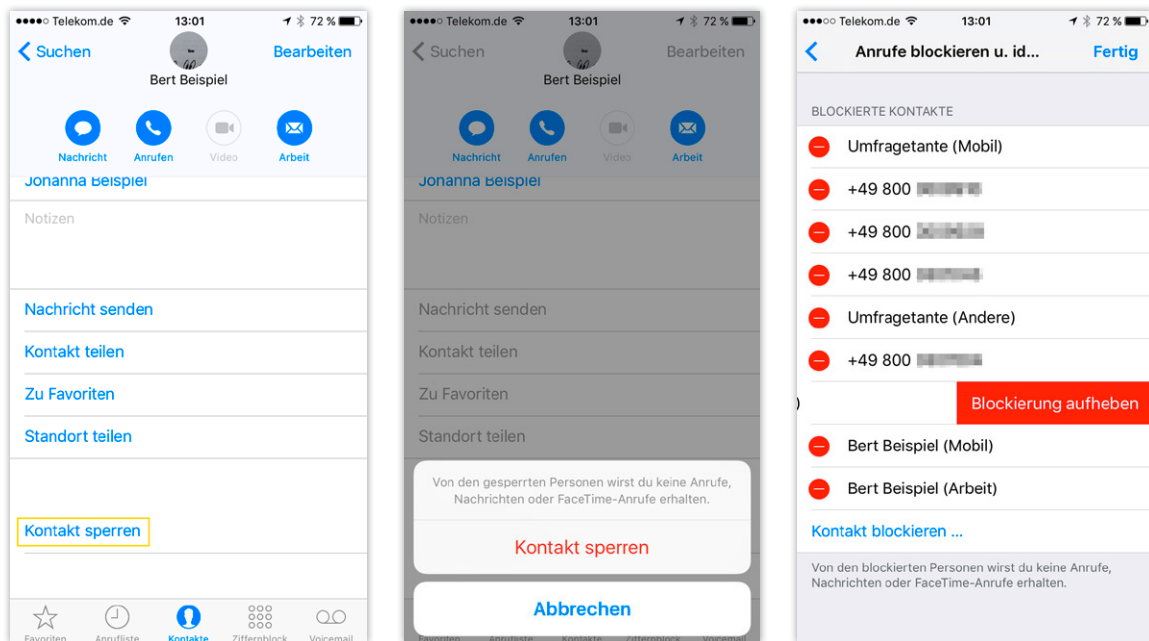 Telekom.de 13:01 72 %
Suchen Bearbeiten
Bert Beispiel
Nachricht Anrufen Video Arbeit
Johanna Beispiel
Notizen
Nachricht senden
Kontakt teilen
Zu Favoriten
Standort teilen
Kontakt sperren
Favoriten Anrufliste Kontakte Ziffernblock Voicemail
Telekom.de 13:01 72 %
Suchen Bearbeiten
Bert Beispiel
Nachricht Anrufen Video Arbeit
Johanna Beispiel
Notizen
Nachricht senden
Kontakt teilen
Zu Favoriten
Standort teilen
Von den gesperrten Personen wirst du keine Anrufe,
Nachrichten oder FaceTime-Anrufe erhalten.
Kontakt sperren
Abbrechen
Favoriten Anrufliste Kontakte Ziffernblock Voicemail
Telekom.de 13:01 72 %
Anrufe blockieren u. id... Fertig
BLOCKIERTE KONTAKTE
Umfragetante (Mobil)
+49 800
+49 800
+49 800
Umfragetante (Andere)
+49 800
) Blockierung aufheben
Bert Beispiel (Mobil)
Bert Beispiel (Arbeit)
Kontakt blockieren ...
Von den blockierten Personen wirst du keine Anrufe,
Nachrichten oder FaceTime-Anrufe erhalten.